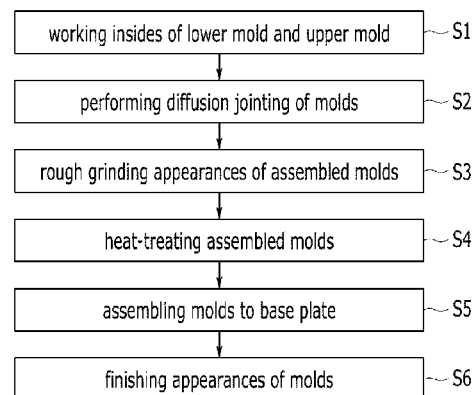 working insides of lower mold and upper mold S1
performing diffusion jointing of molds S2
rough grinding appearances of assembled molds S3
heat-treating assembled molds S4
assembling molds to base plate S5
finishing appearances of molds S6